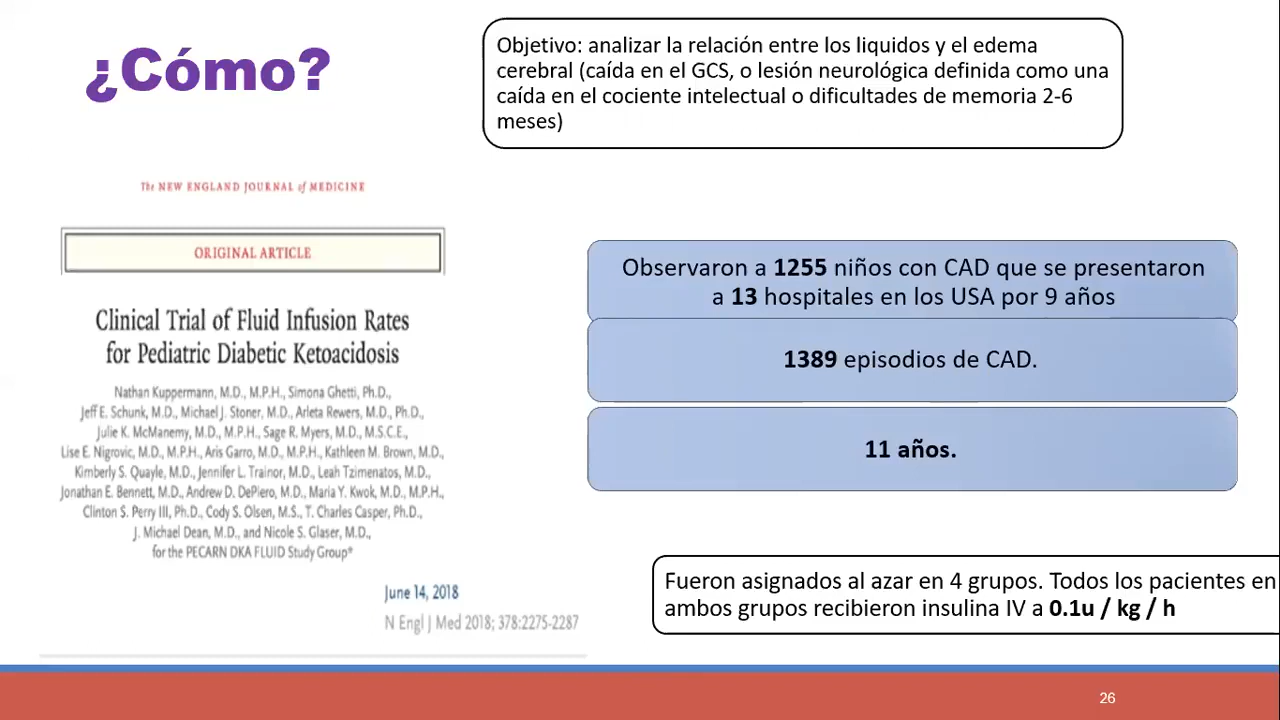 ¿Cómo?
Objetivo: analizar la relación entre los liquidos y el edema
cerebral (caída en el GCS, o lesión neurológica definida como una
caída en el cociente intelectual o dificultades de memoria 2-6
meses)
The NEW ENGLAND JOURNAL of MEDICINE
ORIGINAL ARTICLE
Clinical Trial of Fluid Infusion Rates
for Pediatric Diabetic Ketoacidosis
Nathan Kuppermann, M.D., M.P.H., Simona Ghetti, Ph.D.,
Jeff E. Schunk, M.D., Michael J. Stoner, M.D., Arleta Rewers, M.D., Ph.D.,
Julie K. McManemy, M.D., M.P.H., Sage R. Myers, M.D., M.S.C.E.,
Lise E. Nigrovic, M.D., M.P.H., Aris Garro, M.D., M.P.H., Kathleen M. Brown, M.D.,
Kimberly S. Quayle, M.D., Jennifer L. Trainor, M.D., Leah Tzimenatos, M.D.,
Jonathan E. Bennett, M.D., Andrew D. DePiero, M.D., Maria Y. Kwok, M.D., M.P.H.,
Clinton S. Perry III, Ph.D., Cody S. Olsen, M.S., T. Charles Casper, Ph.D.,
J. Michael Dean, M.D., and Nicole S. Glaser, M.D.,
for the PECARN DKA FLUID Study Group*
June 14, 2018
N Engl J Med 2018; 378:2275-2287
Observaron a 1255 niños con CAD que se presentaron
a 13 hospitales en los USA por 9 años
1389 episodios de CAD.
11 años.
Fueron asignados al azar en 4 grupos. Todos los pacientes en
ambos grupos recibieron insulina IV a 0.1u / kg / h
26